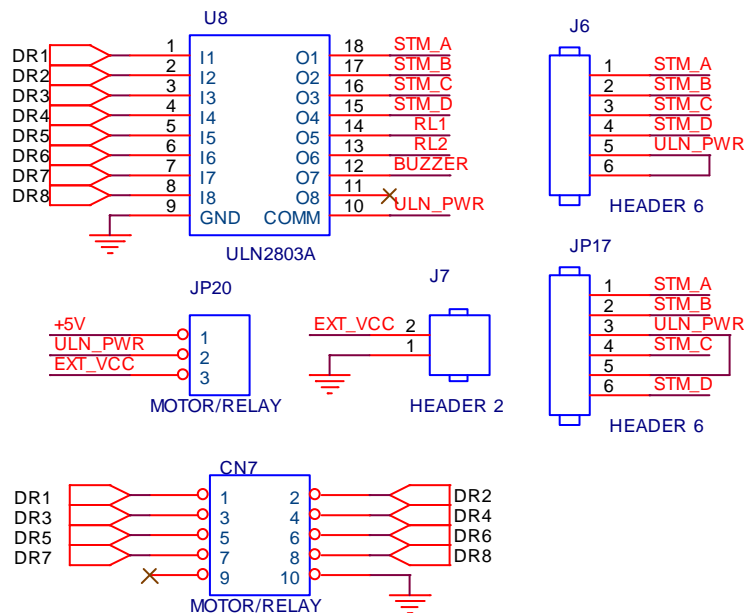 U8
DR1 1 I1 O1 18 STM_A
DR2 2 I2 O2 17 STM_B
DR3 3 I3 O3 16 STM_C
DR4 4 I4 O4 15 STM_D
DR5 5 I5 O5 14 RL1
DR6 6 I6 O6 13 RL2
DR7 7 I7 O7 12 BUZZER
DR8 8 I8 O8 11
9 GND COMM 10 ULN_PWR
ULN2803A
J6
1 STM_A
2 STM_B
3 STM_C
4 STM_D
5 ULN_PWR
6
HEADER 6
JP20
+5V 1
ULN_PWR 2
EXT_VCC 3
MOTOR/RELAY
J7
EXT_VCC 2
1
HEADER 2
JP17
1 STM_A
2 STM_B
3 ULN_PWR
4 STM_C
5
6 STM_D
HEADER 6
CN7
DR1 1 2 DR2
DR3 3 4 DR4
DR5 5 6 DR6
DR7 7 8 DR8
9 10
MOTOR/RELAY